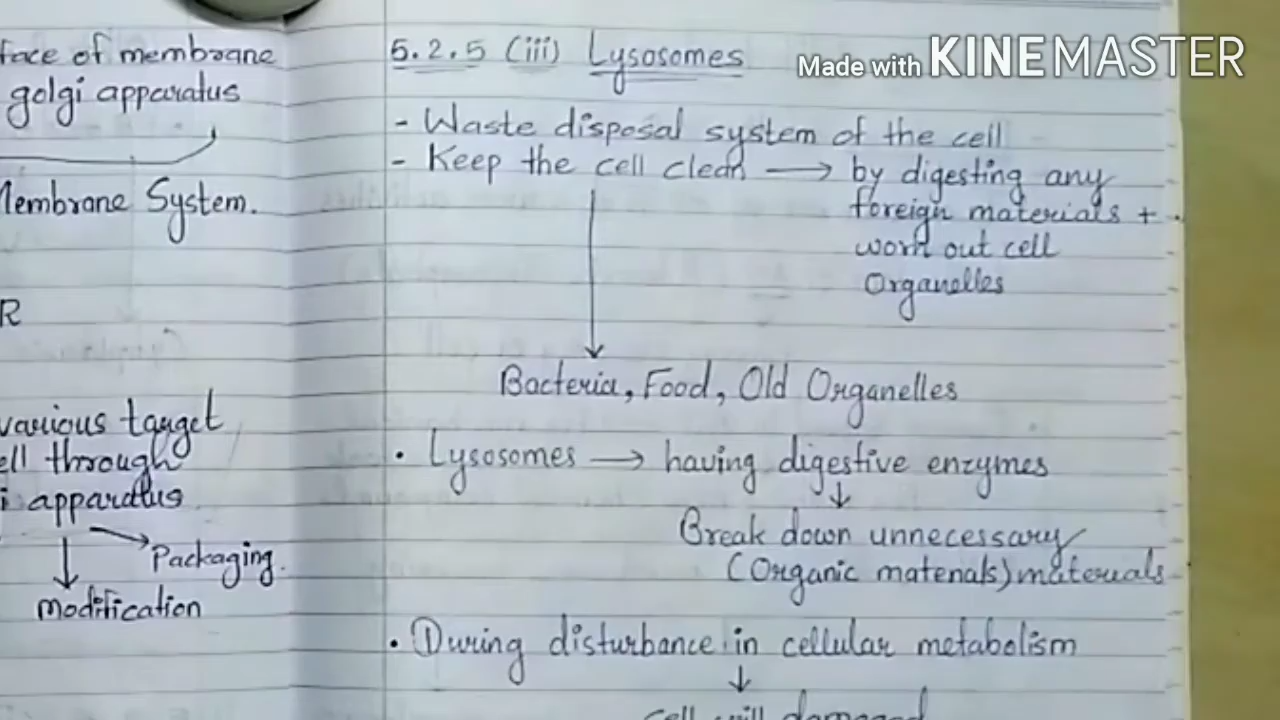 face of membrane
golgi apparatus
Membrane System.
R
various target
ell through
i apparatus
Packaging.
modification
5.2.5 (iii) Lysosomes
Made with KINEMASTER
- Waste disposal system of the cell
- Keep the cell clean → by digesting any
foreign materials +
worn out cell
Organelles
Bacteria, Food, Old Organelles
• Lysosomes → having digestive enzymes
↓
Break down unnecessary
(Organic materials) materials
• During disturbance in cellular metabolism
↓
cell will damaged